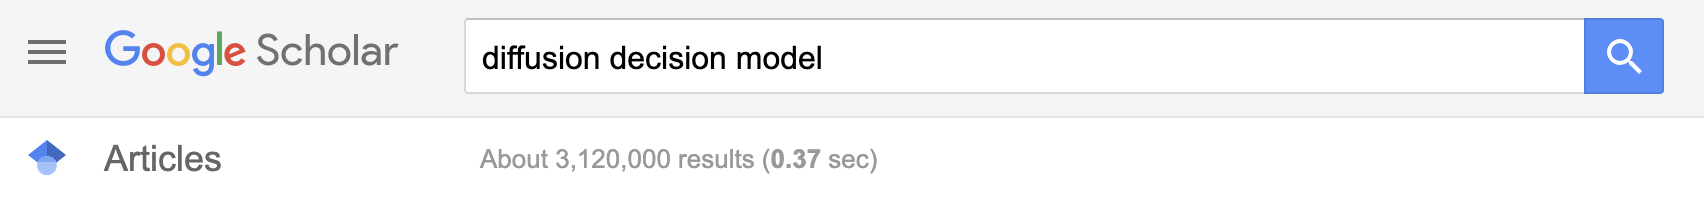 Google Scholar
diffusion decision model
Articles
About 3,120,000 results (0.37 sec)